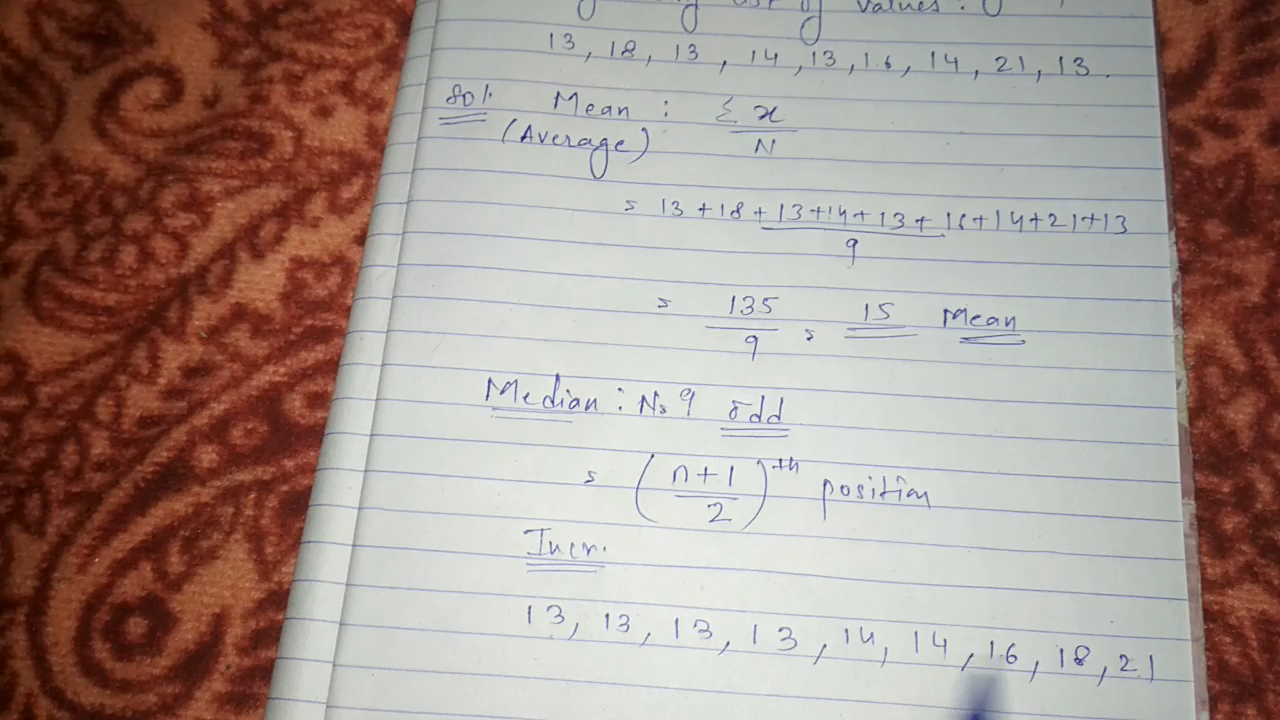 of values :
13, 18, 13, 14, 13, 16, 14, 21, 13.
Sol. Mean : Σx / N
(Average)
= 13 + 18 + 13 + 14 + 13 + 16 + 14 + 21 + 13 / 9
= 135 / 9 = 15 Mean
Median : N = 9 odd
= (n+1 / 2)th position
Incr.
13, 13, 13, 13, 14, 14, 16, 18, 21